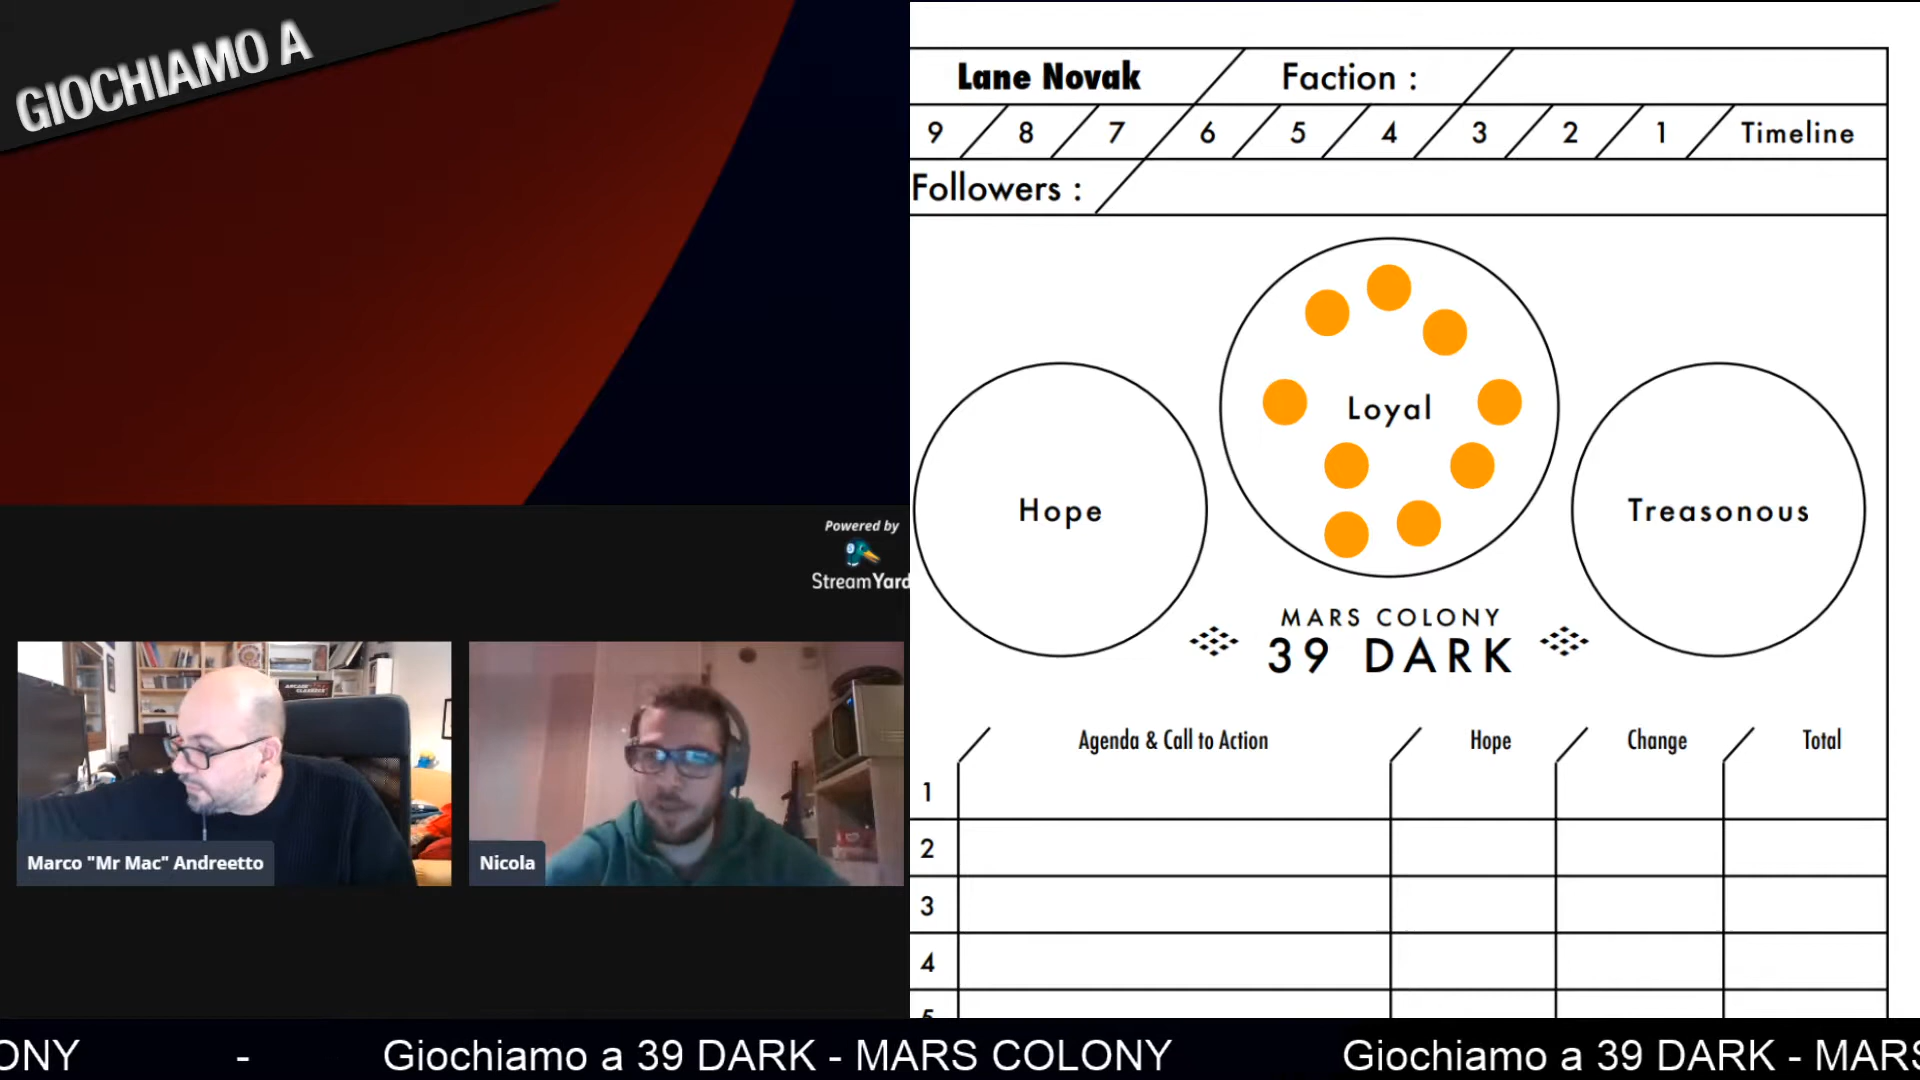 GIOCHIAMO A
Powered by
StreamYard
Marco "Mr Mac" Andreetto
Nicola
Lane Novak
Faction :
9 8 7 6 5 4 3 2 1 Timeline
Followers :
Loyal
Hope
Treasonous
MARS COLONY
39 DARK
Agenda & Call to Action Hope Change Total
1
2
3
4
5
ONY - Giochiamo a 39 DARK - MARS COLONY Giochiamo a 39 DARK - MARS